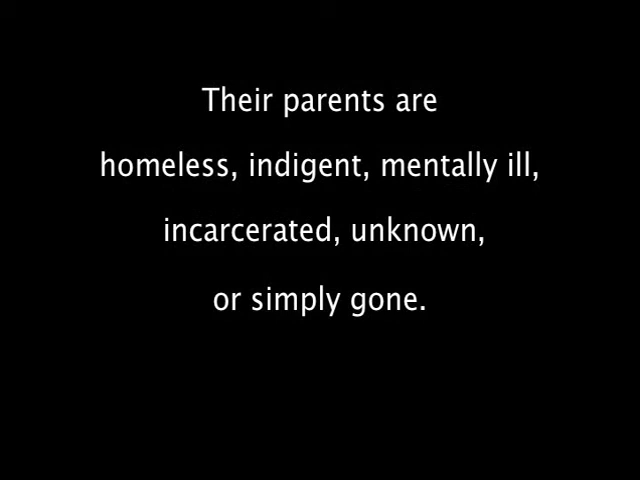 Their parents are
homeless, indigent, mentally ill,
incarcerated, unknown,
or simply gone.